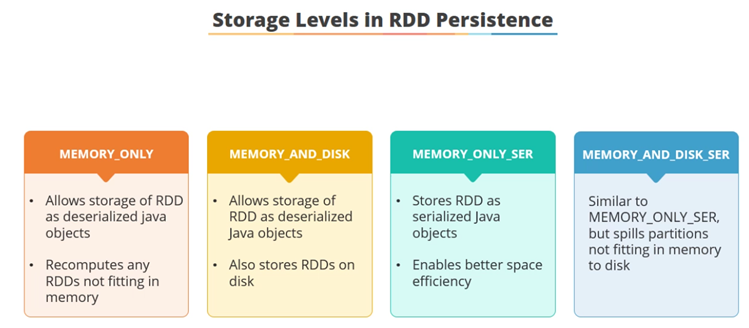 Storage Levels in RDD Persistence
MEMORY_ONLY
• Allows storage of RDD
as deserialized java
objects
• Recomputes any
RDDs not fitting in
memory
MEMORY_AND_DISK
• Allows storage of
RDD as deserialized
Java objects
• Also stores RDDs on
disk
MEMORY_ONLY_SER
• Stores RDD as
serialized Java
objects
• Enables better space
efficiency
MEMORY_AND_DISK_SER
Similar to
MEMORY_ONLY_SER,
but spills partitions
not fitting in memory
to disk